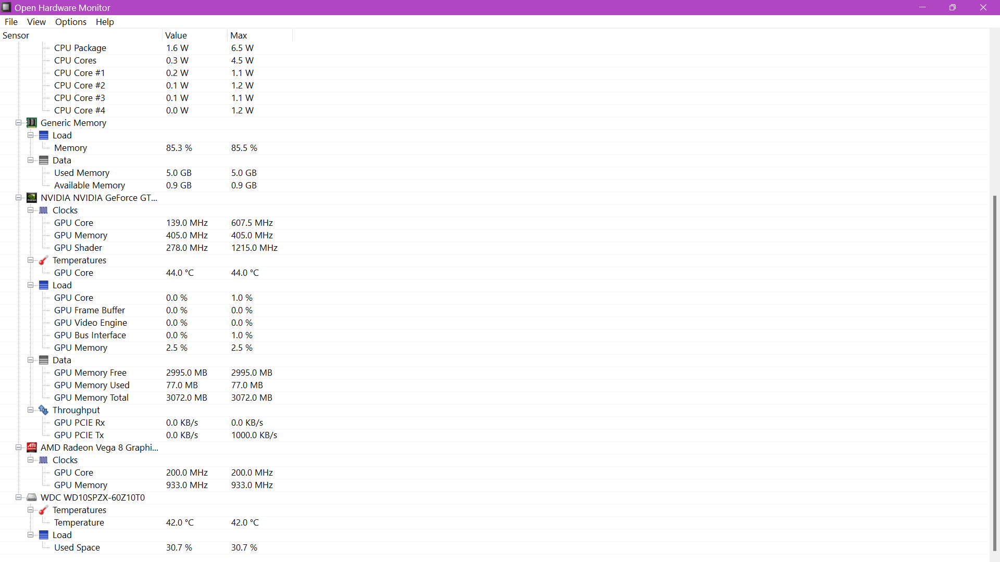 Open Hardware Monitor
File View Options Help
Sensor Value Max
CPU Package 1.6 W 6.5 W
CPU Cores 0.3 W 4.5 W
CPU Core #1 0.2 W 1.1 W
CPU Core #2 0.1 W 1.2 W
CPU Core #3 0.1 W 1.1 W
CPU Core #4 0.0 W 1.2 W
Generic Memory
Load
Memory 85.3 % 85.5 %
Data
Used Memory 5.0 GB 5.0 GB
Available Memory 0.9 GB 0.9 GB
NVIDIA NVIDIA GeForce GT...
Clocks
GPU Core 139.0 MHz 607.5 MHz
GPU Memory 405.0 MHz 405.0 MHz
GPU Shader 278.0 MHz 1215.0 MHz
Temperatures
GPU Core 44.0 °C 44.0 °C
Load
GPU Core 0.0 % 1.0 %
GPU Frame Buffer 0.0 % 0.0 %
GPU Video Engine 0.0 % 0.0 %
GPU Bus Interface 0.0 % 1.0 %
GPU Memory 2.5 % 2.5 %
Data
GPU Memory Free 2995.0 MB 2995.0 MB
GPU Memory Used 77.0 MB 77.0 MB
GPU Memory Total 3072.0 MB 3072.0 MB
Throughput
GPU PCIE Rx 0.0 KB/s 0.0 KB/s
GPU PCIE Tx 0.0 KB/s 1000.0 KB/s
ATI AMD Radeon Vega 8 Graphi...
Clocks
GPU Core 200.0 MHz 200.0 MHz
GPU Memory 933.0 MHz 933.0 MHz
WDC WD10SPZX-60Z10T0
Temperatures
Temperature 42.0 °C 42.0 °C
Load
Used Space 30.7 % 30.7 %